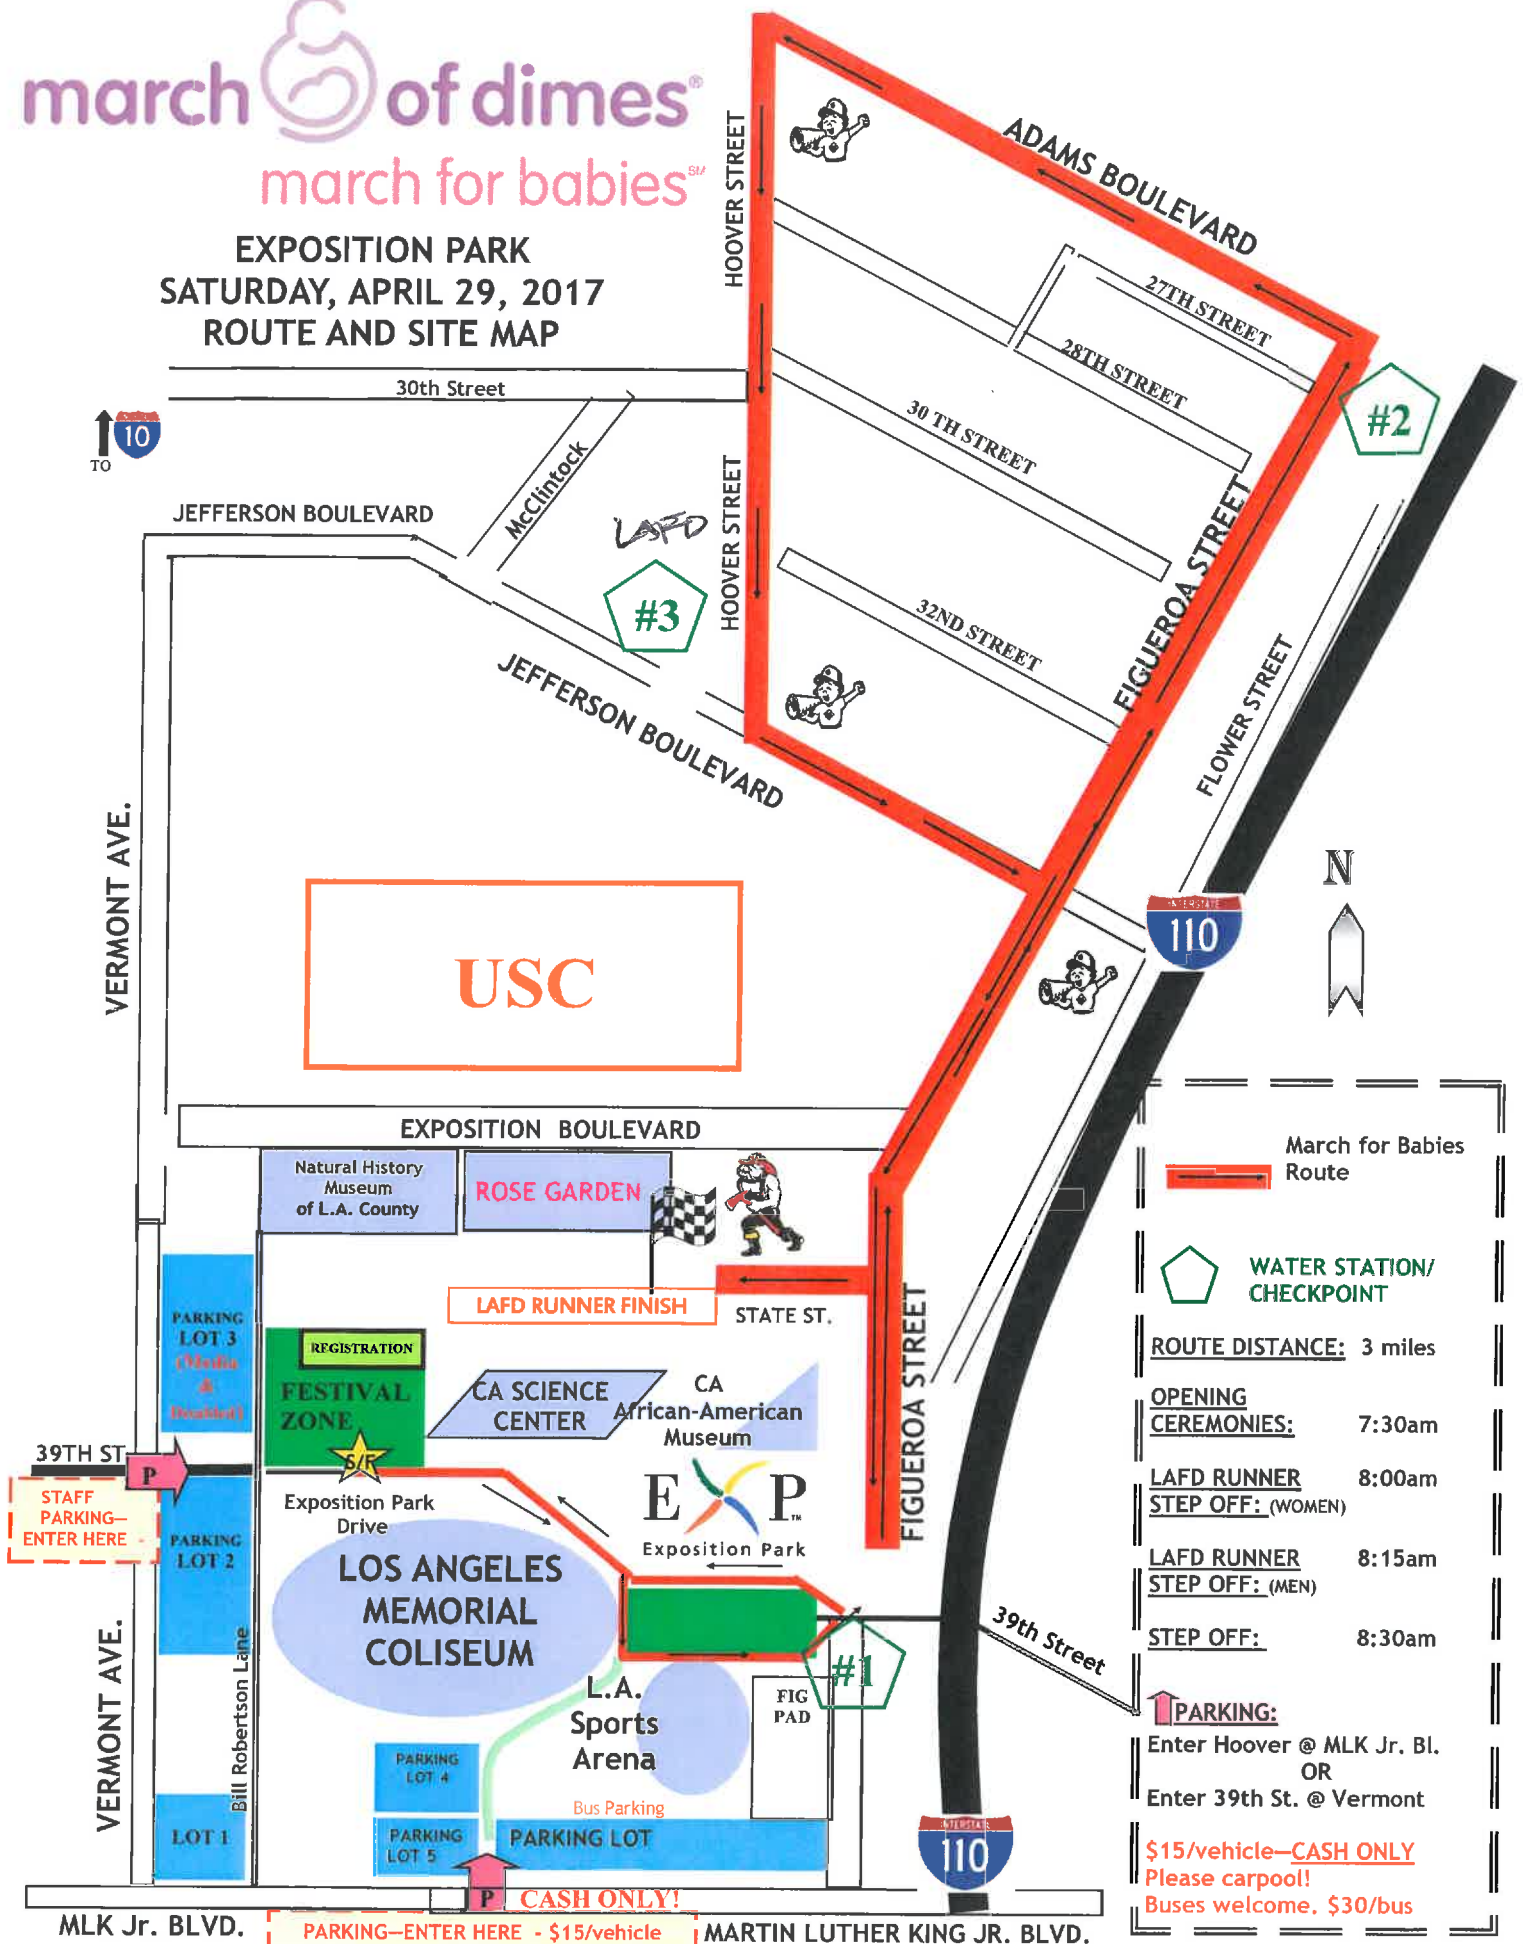 march of dimes®
march for babies℠
EXPOSITION PARK
SATURDAY, APRIL 29, 2017
ROUTE AND SITE MAP
HOOVER STREET
ADAMS BOULEVARD
27TH STREET
28TH STREET
30 TH STREET
32ND STREET
30th Street
10
TO
McClintock
JEFFERSON BOULEVARD
LAFD
#3
HOOVER STREET
#2
FIGUEROA STREET
FLOWER STREET
JEFFERSON BOULEVARD
VERMONT AVE.
USC
INTERSTATE
110
N
EXPOSITION BOULEVARD
Natural History
Museum
of L.A. County
ROSE GARDEN
LAFD RUNNER FINISH
STATE ST.
FIGUEROA STREET
PARKING
LOT 3
(Media
&
Disabled)
REGISTRATION
FESTIVAL
ZONE
S/F
CA SCIENCE
CENTER
CA
African-American
Museum
39TH ST
P
STAFF
PARKING—
ENTER HERE -
PARKING
LOT 2
Exposition Park
Drive
E P™
Exposition Park
LOS ANGELES
MEMORIAL
COLISEUM
#1
39th Street
L.A.
Sports
Arena
FIG
PAD
Bill Robertson Lane
VERMONT AVE.
LOT 1
PARKING
LOT 4
PARKING
LOT 5
Bus Parking
PARKING LOT
P
CASH ONLY!
INTERSTATE
110
MLK Jr. BLVD.
PARKING—ENTER HERE - $15/vehicle
MARTIN LUTHER KING JR. BLVD.
March for Babies
Route
WATER STATION/
CHECKPOINT
ROUTE DISTANCE: 3 miles
OPENING
CEREMONIES: 7:30am
LAFD RUNNER 8:00am
STEP OFF: (WOMEN)
LAFD RUNNER 8:15am
STEP OFF: (MEN)
STEP OFF: 8:30am
PARKING:
Enter Hoover @ MLK Jr. Bl.
OR
Enter 39th St. @ Vermont
$15/vehicle—CASH ONLY
Please carpool!
Buses welcome. $30/bus